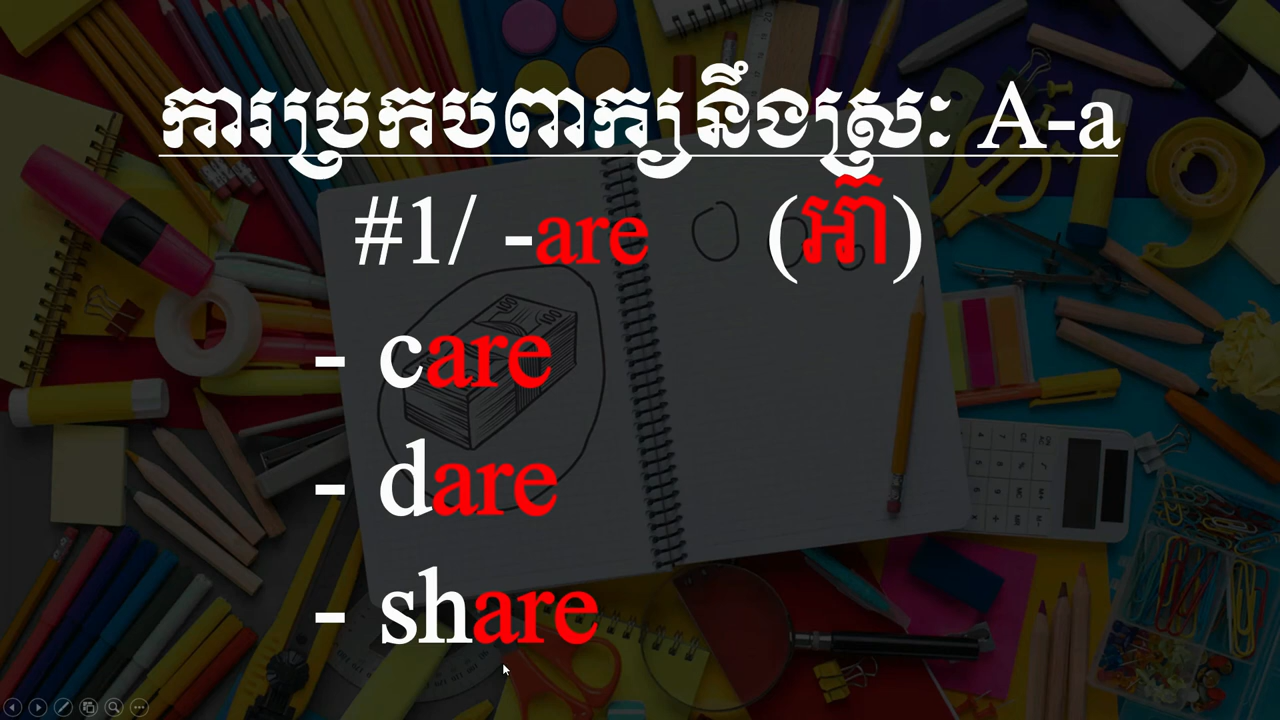 ការប្រកបពាក្យនឹងស្រៈ A-a
#1/ -are (អ៊ា)
- care
- dare
- share